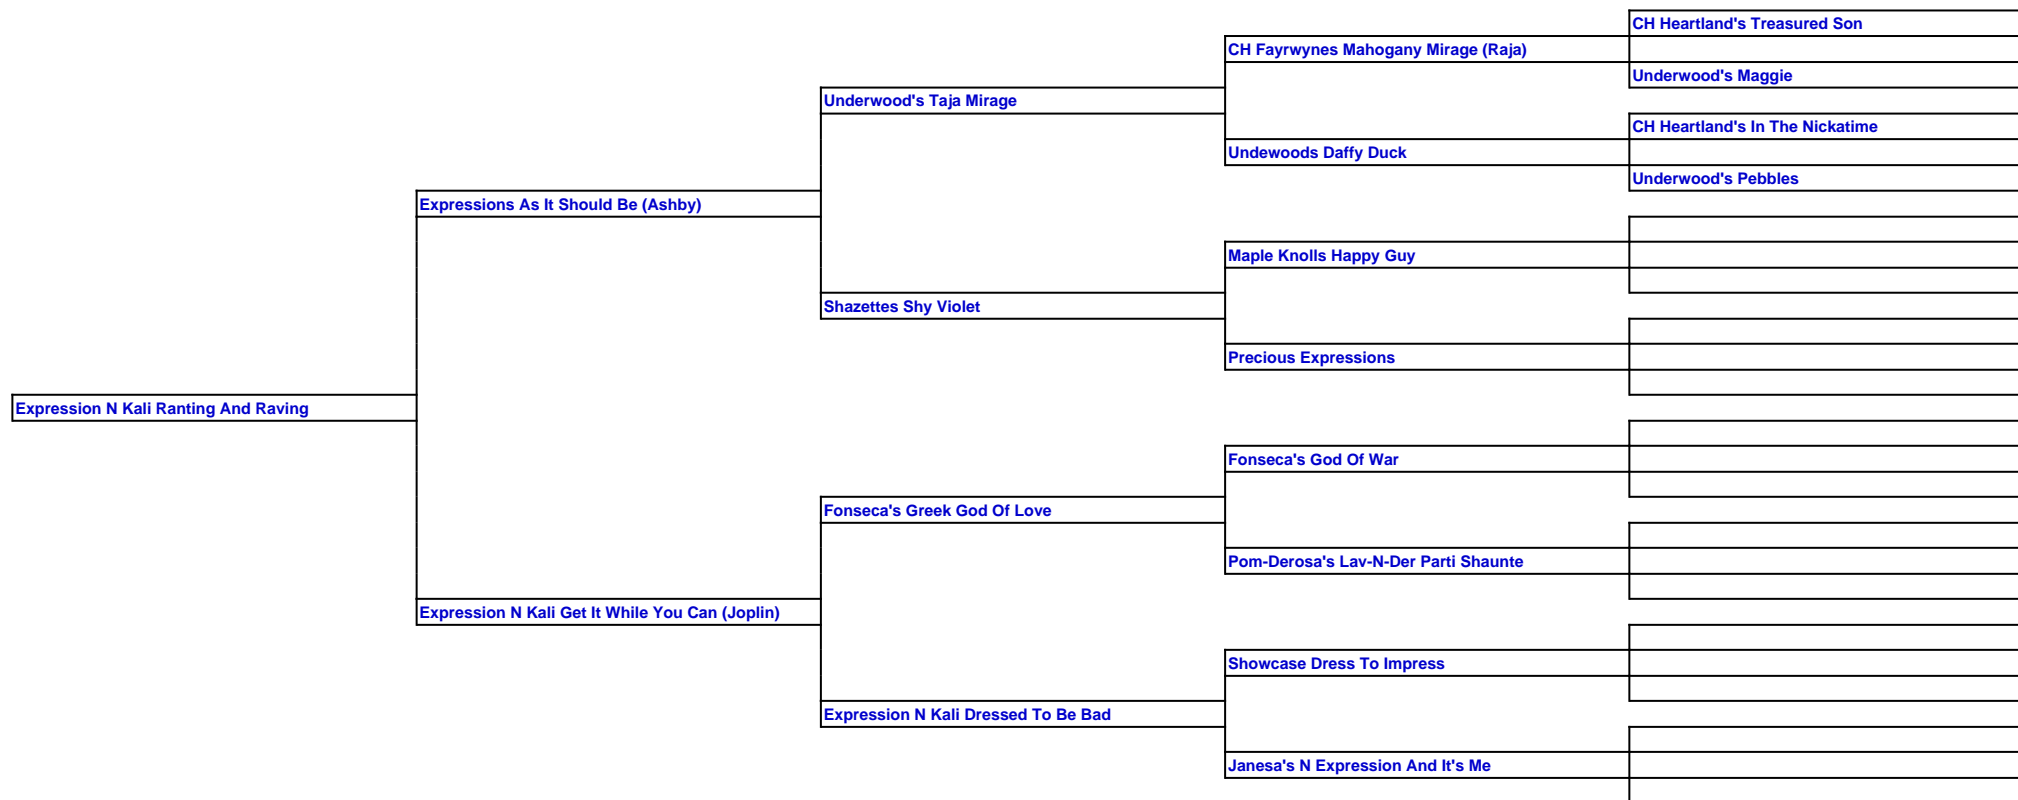 CH Heartland's Treasured Son
CH Fayrwynes Mahogany Mirage (Raja)
Underwood's Maggie
Underwood's Taja Mirage
CH Heartland's In The Nickatime
Undewoods Daffy Duck
Underwood's Pebbles
Expressions As It Should Be (Ashby)
Maple Knolls Happy Guy
Shazettes Shy Violet
Precious Expressions
Expression N Kali Ranting And Raving
Fonseca's God Of War
Fonseca's Greek God Of Love
Pom-Derosa's Lav-N-Der Parti Shaunte
Expression N Kali Get It While You Can (Joplin)
Showcase Dress To Impress
Expression N Kali Dressed To Be Bad
Janesa's N Expression And It's Me